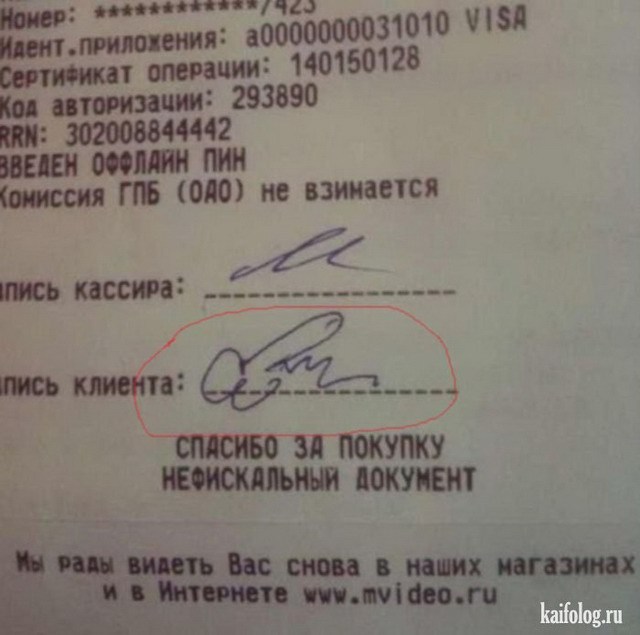 Номер: ************7423
Идент.приложения: a0000000031010 VISA
Сертификат операции: 140150128
Код авторизации: 293890
RRN: 302008844442
ВВЕДЕН ОФФЛАЙН ПИН
Комиссия ГПБ (ОАО) не взимается
пись кассира:
пись клиента:
СПАСИБО ЗА ПОКУПКУ
НЕФИСКАЛЬНЫЙ ДОКУМЕНТ
Мы рады видеть Вас снова в наших магазинах
и в Интернете www.mvideo.ru
kaifolog.ru